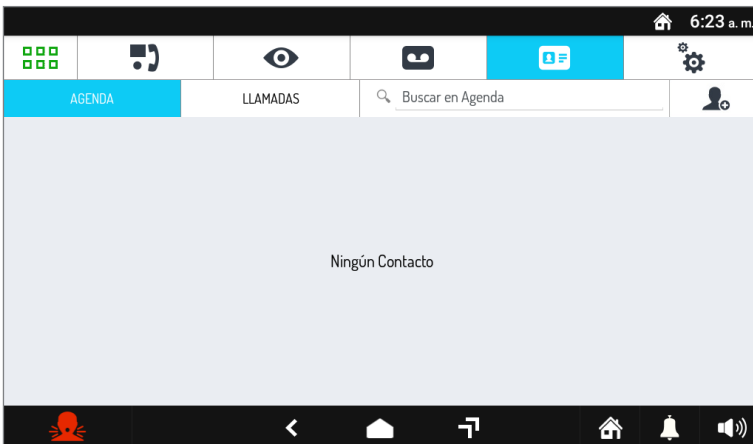 6:23 a. m.
AGENDA
LLAMADAS
Buscar en Agenda
Ningún Contacto